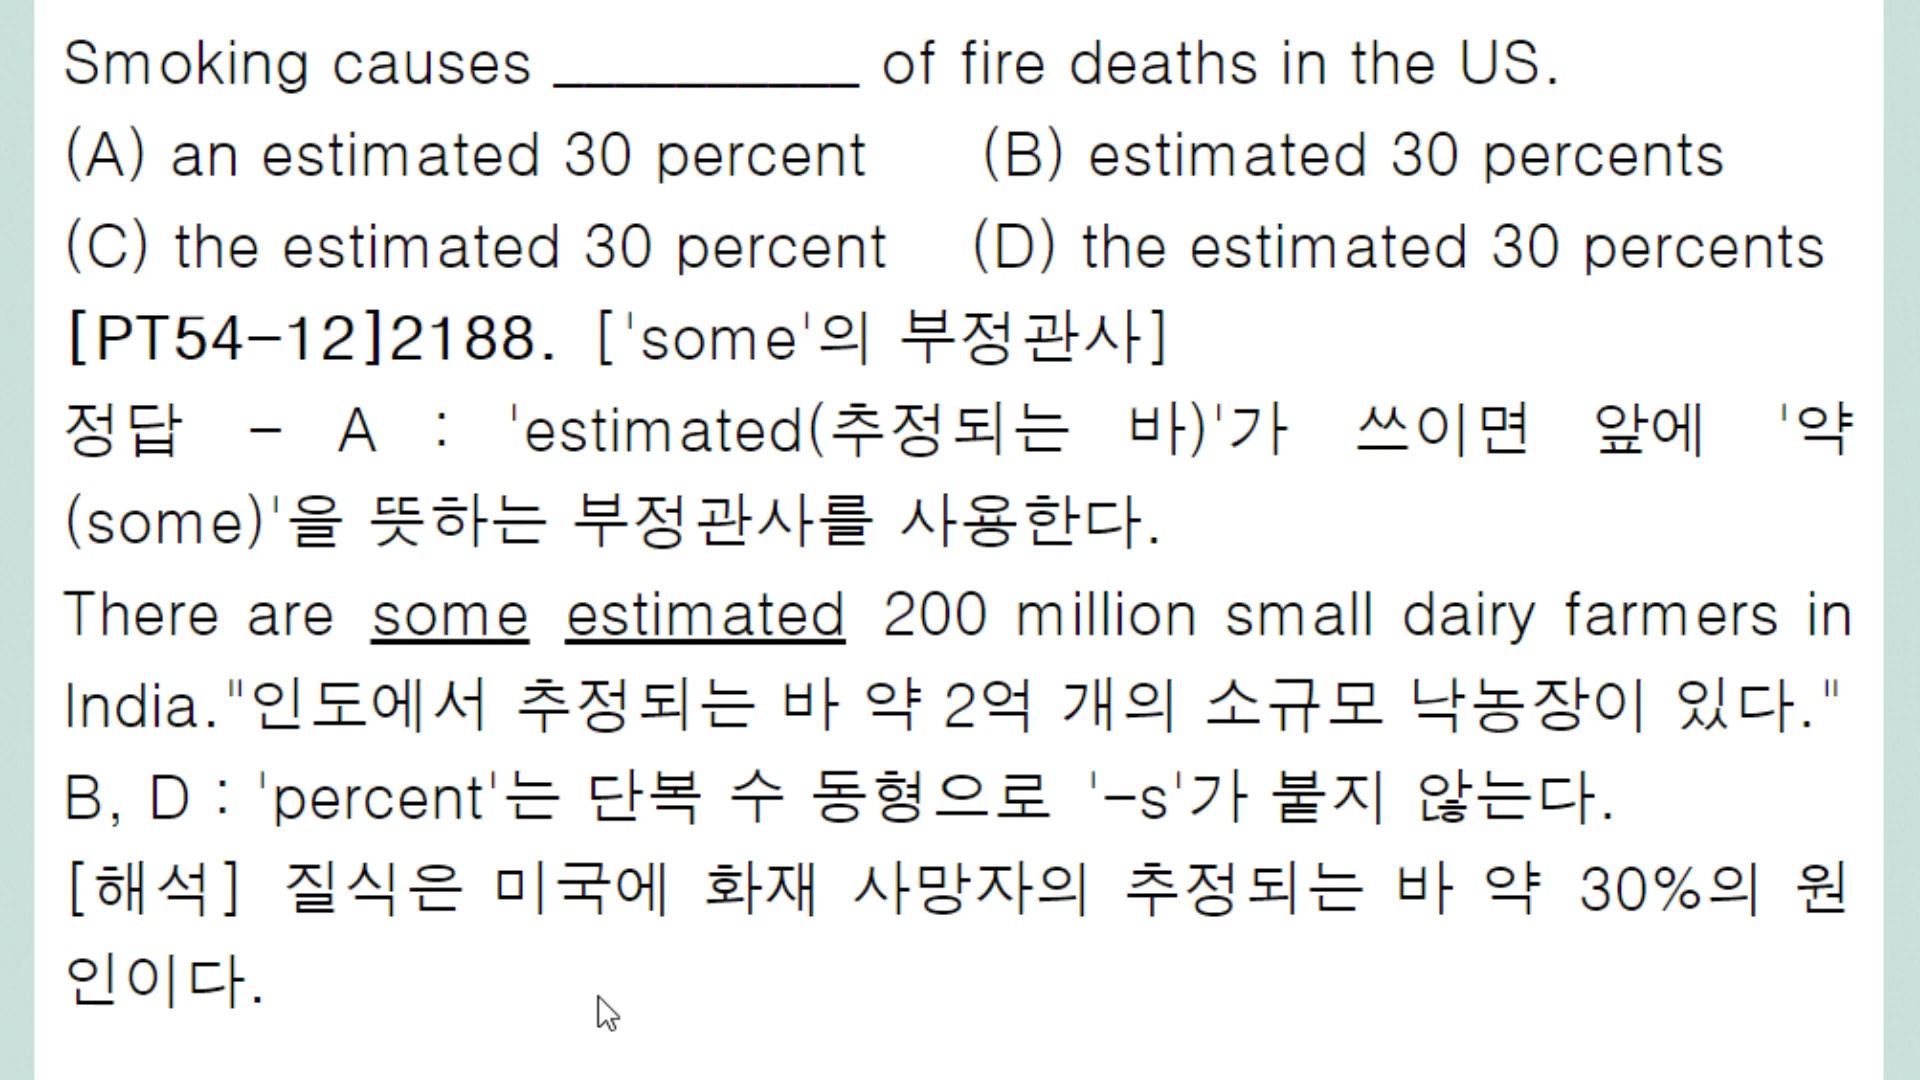 Smoking causes __________ of fire deaths in the US.
(A) an estimated 30 percent (B) estimated 30 percents
(C) the estimated 30 percent (D) the estimated 30 percents
[PT54-12]2188. ['some'의 부정관사]
정답 - A : 'estimated(추정되는 바)'가 쓰이면 앞에 '약
(some)'을 뜻하는 부정관사를 사용한다.
There are some estimated 200 million small dairy farmers in
India."인도에서 추정되는 바 약 2억 개의 소규모 낙농장이 있다."
B, D : 'percent'는 단복 수 동형으로 '-s'가 붙지 않는다.
[해석] 질식은 미국에 화재 사망자의 추정되는 바 약 30%의 원
인이다.